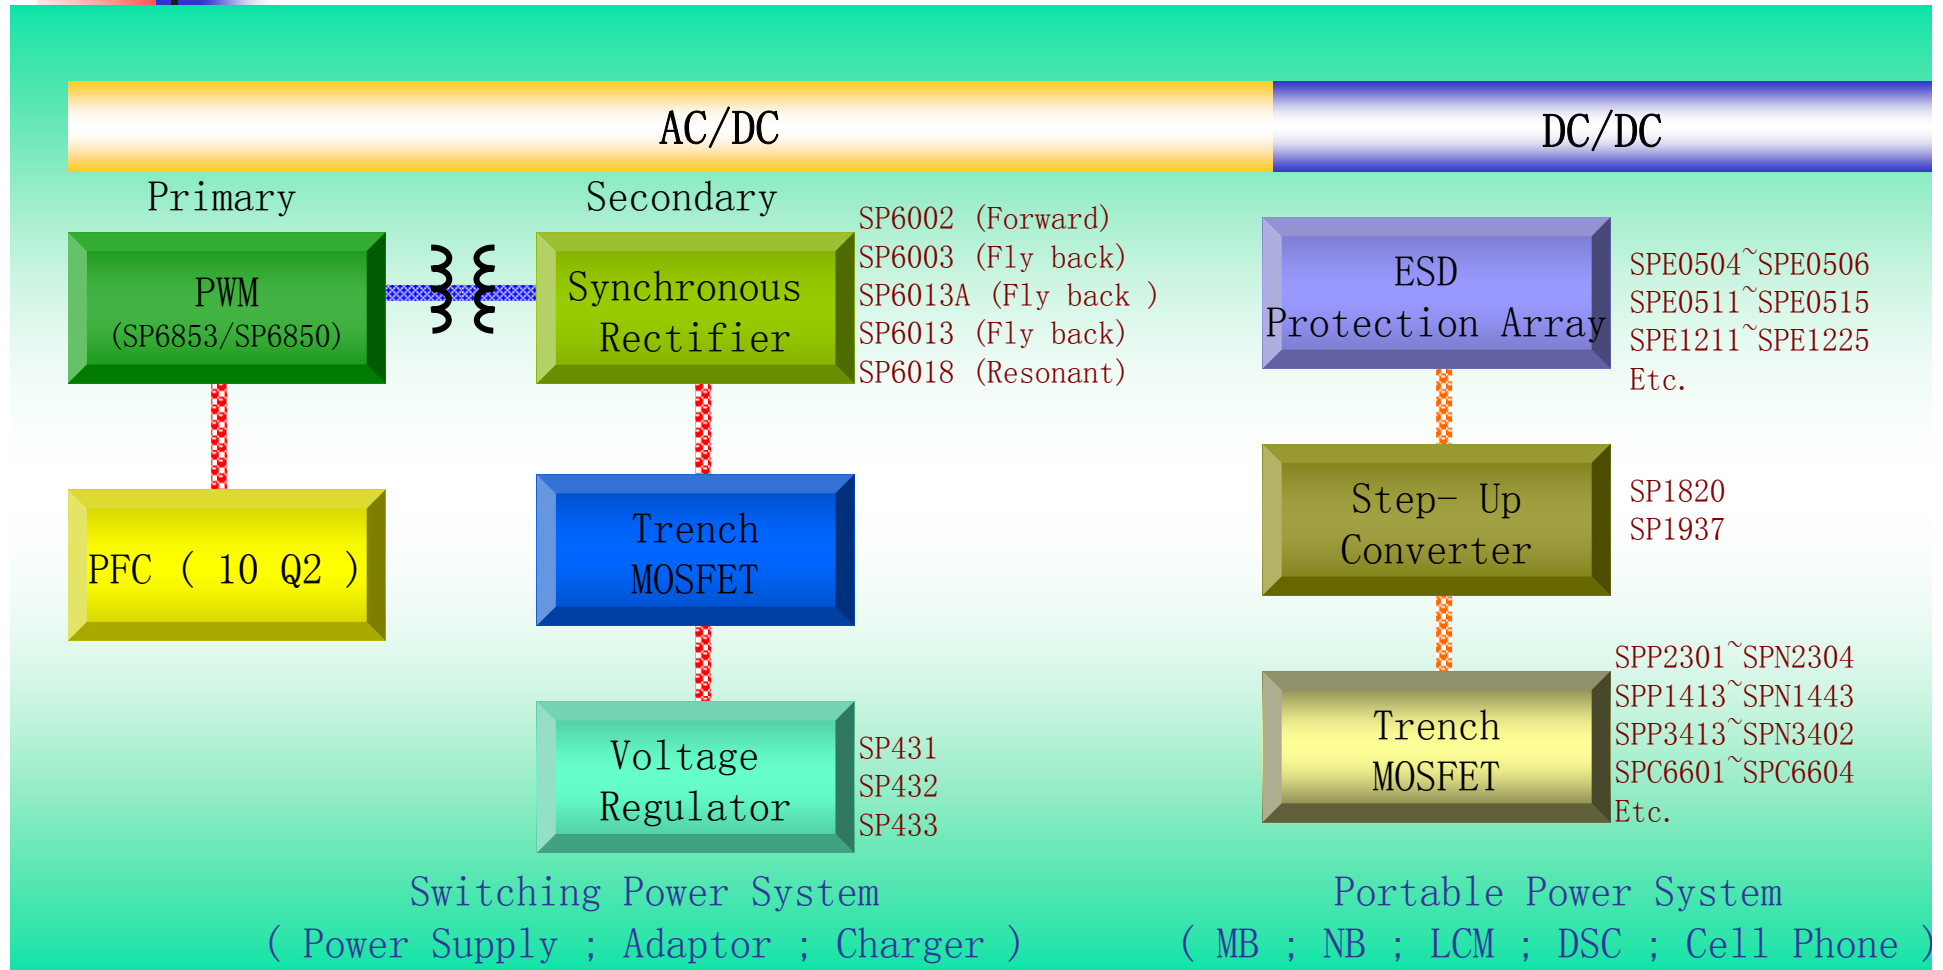 AC/DC
DC/DC
Primary
Secondary
PWM
(SP6853/SP6850)
Synchronous
Rectifier
SP6002 (Forward)
SP6003 (Fly back)
SP6013A (Fly back )
SP6013 (Fly back)
SP6018 (Resonant)
PFC ( 10 Q2 )
Trench
MOSFET
Voltage
Regulator
SP431
SP432
SP433
Switching Power System
( Power Supply ; Adaptor ; Charger )
ESD
Protection Array
SPE0504~SPE0506
SPE0511~SPE0515
SPE1211~SPE1225
Etc.
Step- Up
Converter
SP1820
SP1937
Trench
MOSFET
SPP2301~SPN2304
SPP1413~SPN1443
SPP3413~SPN3402
SPC6601~SPC6604
Etc.
Portable Power System
( MB ; NB ; LCM ; DSC ; Cell Phone )